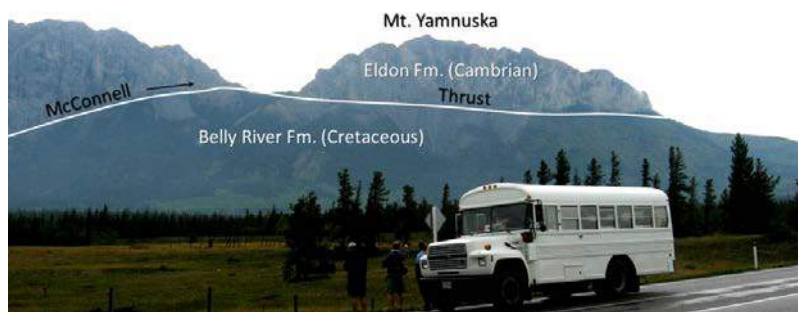 Mt. Yamnuska
Eldon Fm. (Cambrian)
McConnell
Thrust
Belly River Fm. (Cretaceous)